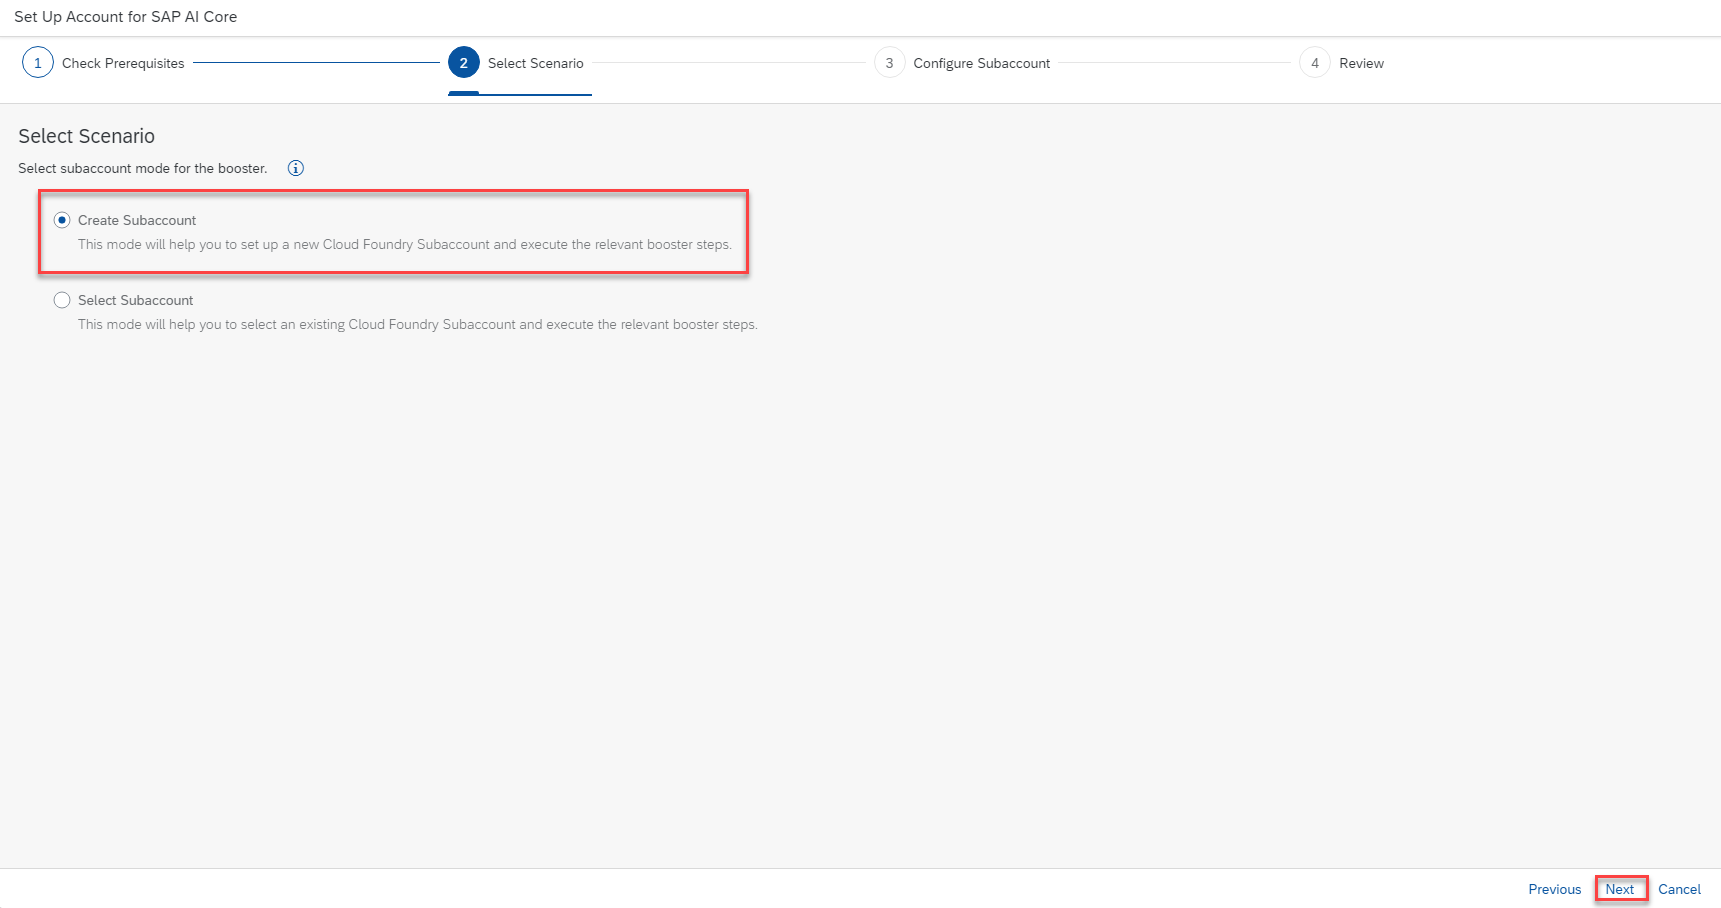 Set Up Account for SAP AI Core
1 Check Prerequisites 2 Select Scenario 3 Configure Subaccount 4 Review
Select Scenario
Select subaccount mode for the booster.
Create Subaccount
This mode will help you to set up a new Cloud Foundry Subaccount and execute the relevant booster steps.
Select Subaccount
This mode will help you to select an existing Cloud Foundry Subaccount and execute the relevant booster steps.
Previous Next Cancel